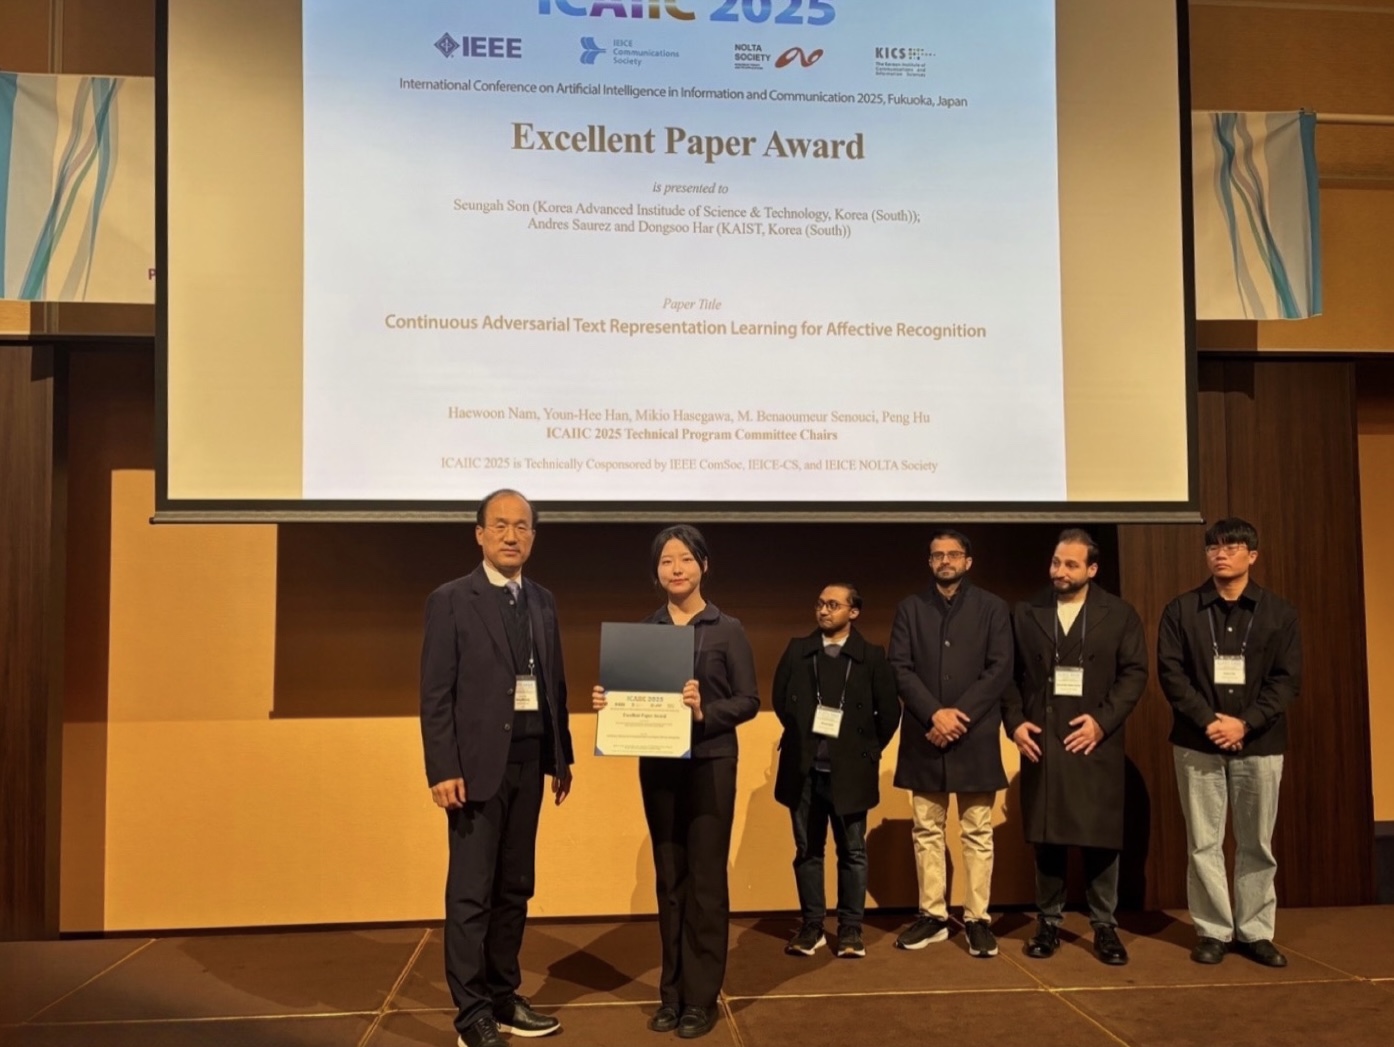 ICAIIC 2025
IEEE
IEICE
Communications
Society
NOLTA
SOCIETY
KICS
International Conference on Artificial Intelligence in Information and Communication 2025, Fukuoka, Japan
Excellent Paper Award
is presented to
Seungah Son (Korea Advanced Institude of Science & Technology, Korea (South));
Andres Saurez and Dongsoo Har (KAIST, Korea (South))
Paper Title
Continuous Adversarial Text Representation Learning for Affective Recognition
Haewoon Nam, Youn-Hee Han, Mikio Hasegawa, M. Benaoumeur Senouci, Peng Hu
ICAIIC 2025 Technical Program Committee Chairs
ICAIIC 2025 is Technically Cosponsored by IEEE ComSoc, IEICE-CS, and IEICE NOLTA Society
P
ICAIIC 2025
Excellent Paper Award